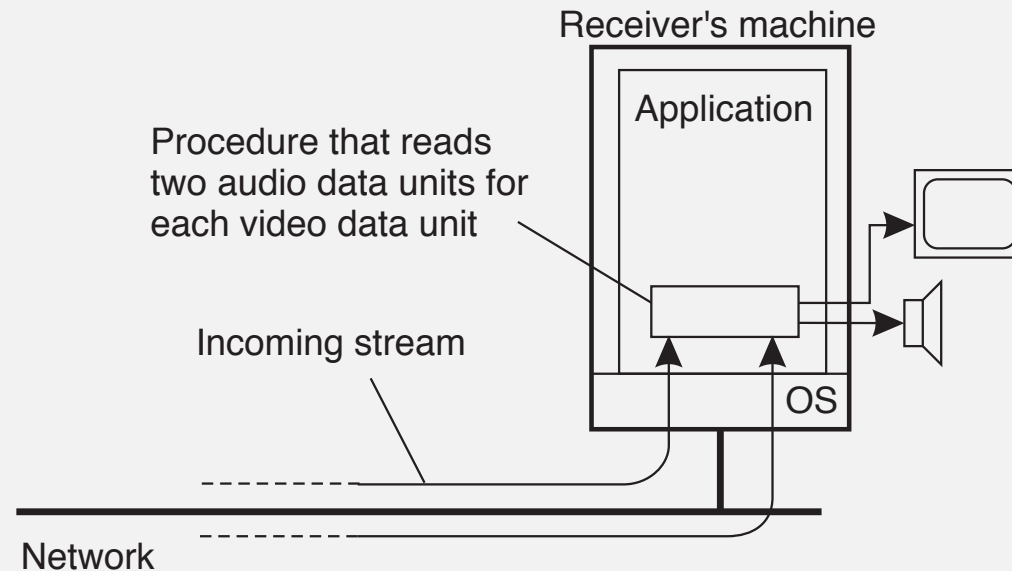 Receiver's machine
Application
Procedure that reads
two audio data units for
each video data unit
Incoming stream
OS
Network